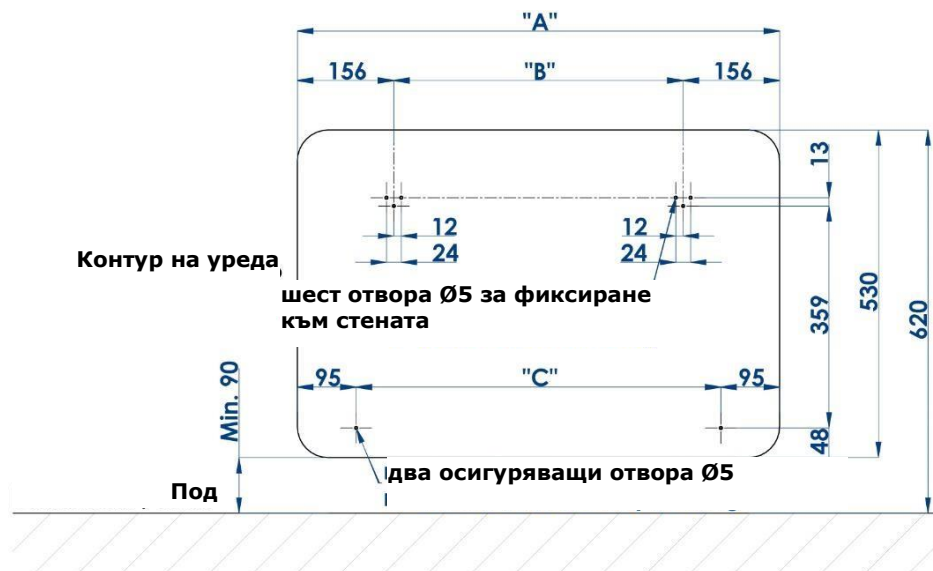 "A"
156
"B"
156
13
12
12
24
24
Контур на уреда
шест отвора Ø5 за фиксиране
към стената
359
530
620
Min. 90
95
"C"
95
48
два осигуряващи отвора Ø5
Под